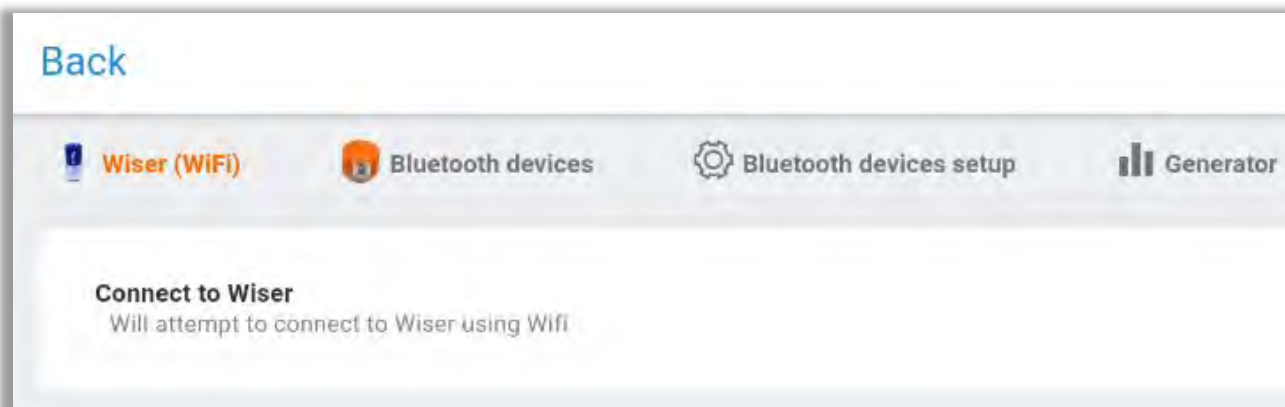 Back
Wiser (WiFi) Bluetooth devices Bluetooth devices setup Generator
Connect to Wiser
Will attempt to connect to Wiser using Wifi